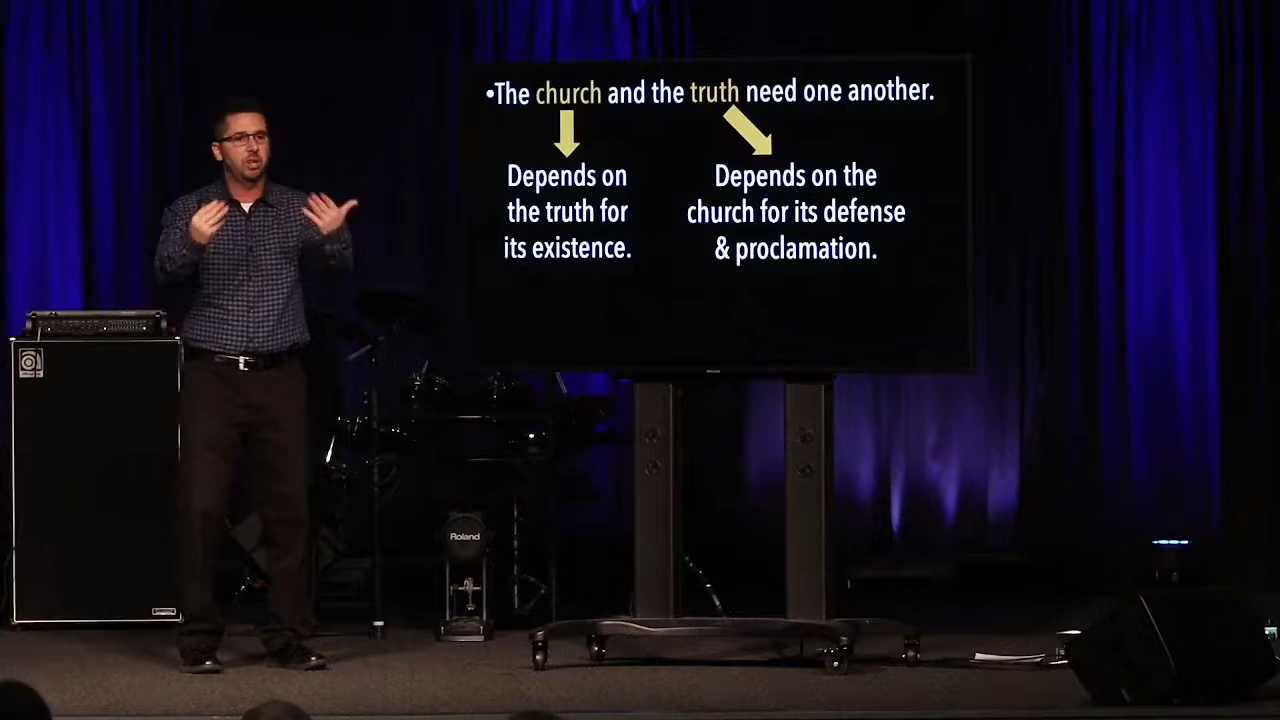 •The church and the truth need one another.
Depends on
the truth for
its existence.
Depends on the
church for its defense
& proclamation.
Roland